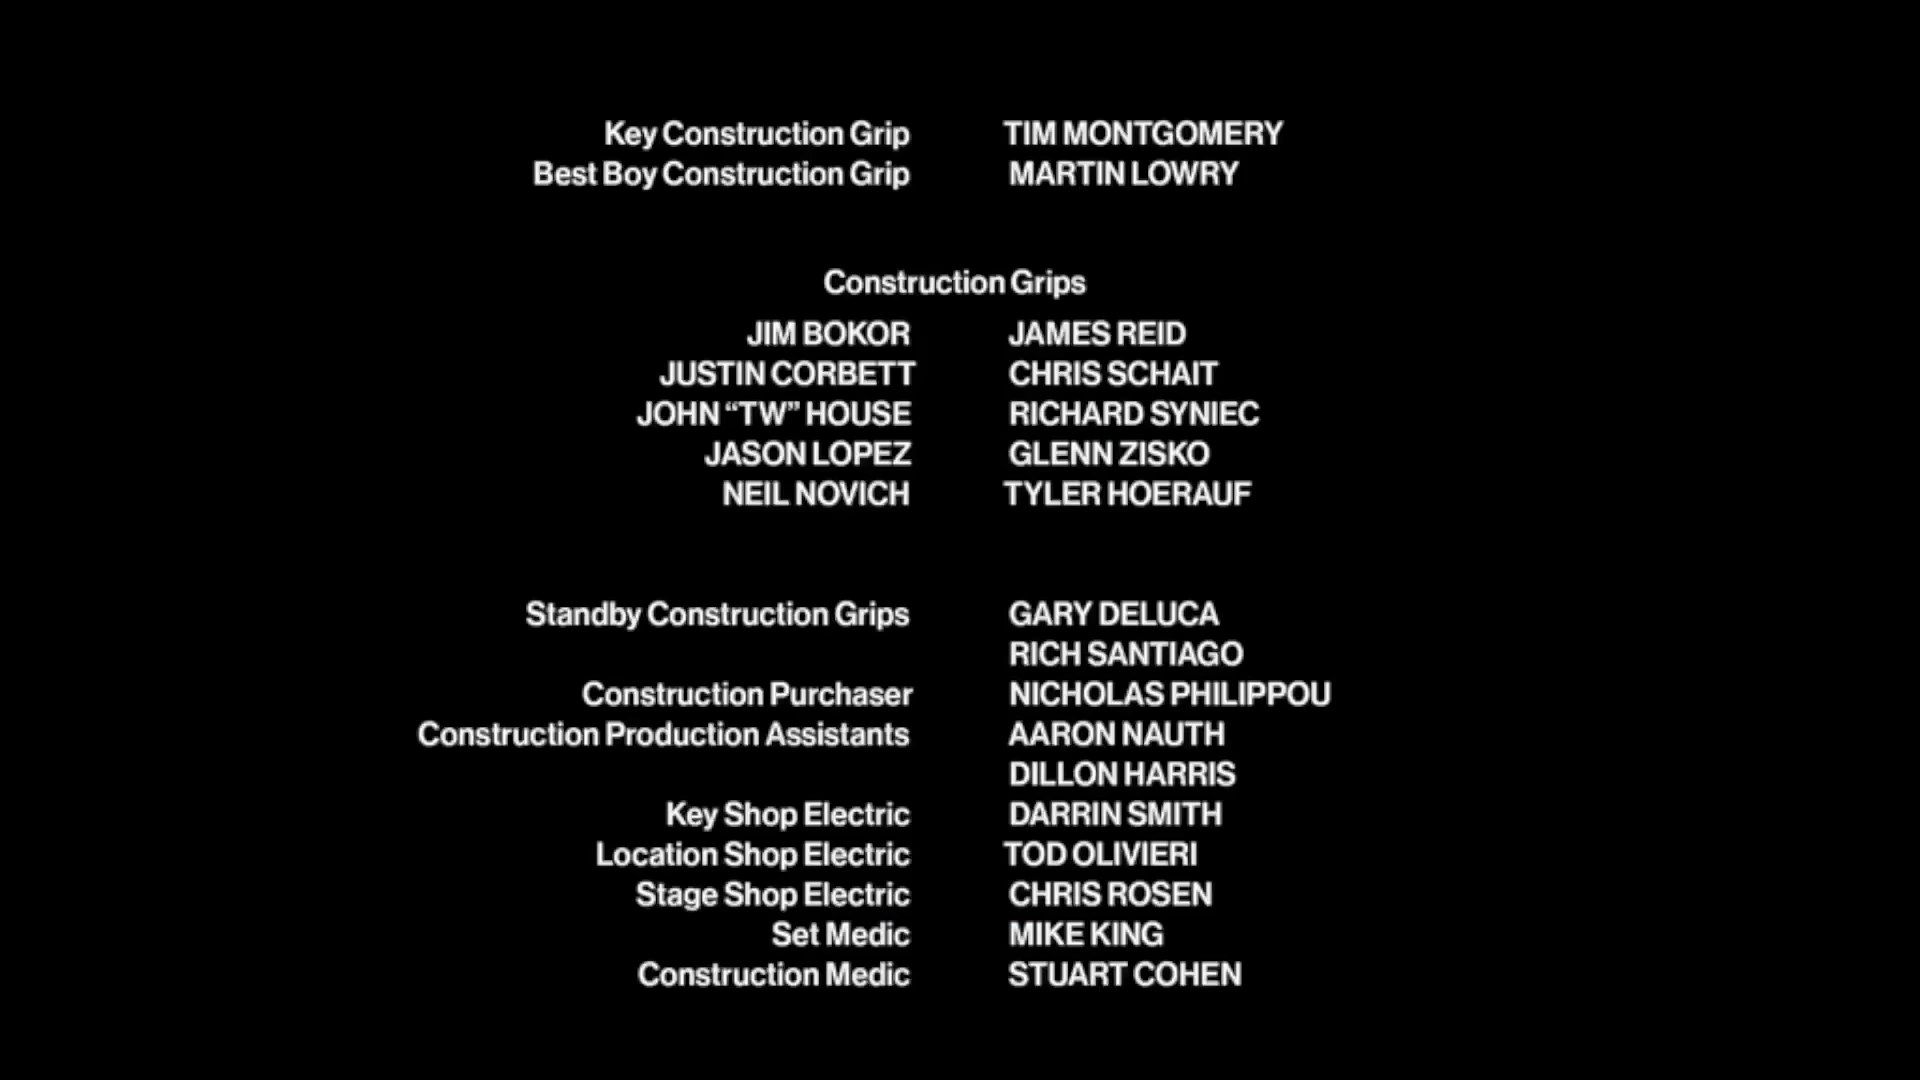 Key Construction Grip TIM MONTGOMERY
Best Boy Construction Grip MARTIN LOWRY
Construction Grips
JIM BOKOR JAMES REID
JUSTIN CORBETT CHRIS SCHAIT
JOHN “TW” HOUSE RICHARD SYNIEC
JASON LOPEZ GLENN ZISKO
NEIL NOVICH TYLER HOERAUF
Standby Construction Grips GARY DELUCA
RICH SANTIAGO
Construction Purchaser NICHOLAS PHILIPPOU
Construction Production Assistants AARON NAUTH
DILLON HARRIS
Key Shop Electric DARRIN SMITH
Location Shop Electric TOD OLIVIERI
Stage Shop Electric CHRIS ROSEN
Set Medic MIKE KING
Construction Medic STUART COHEN